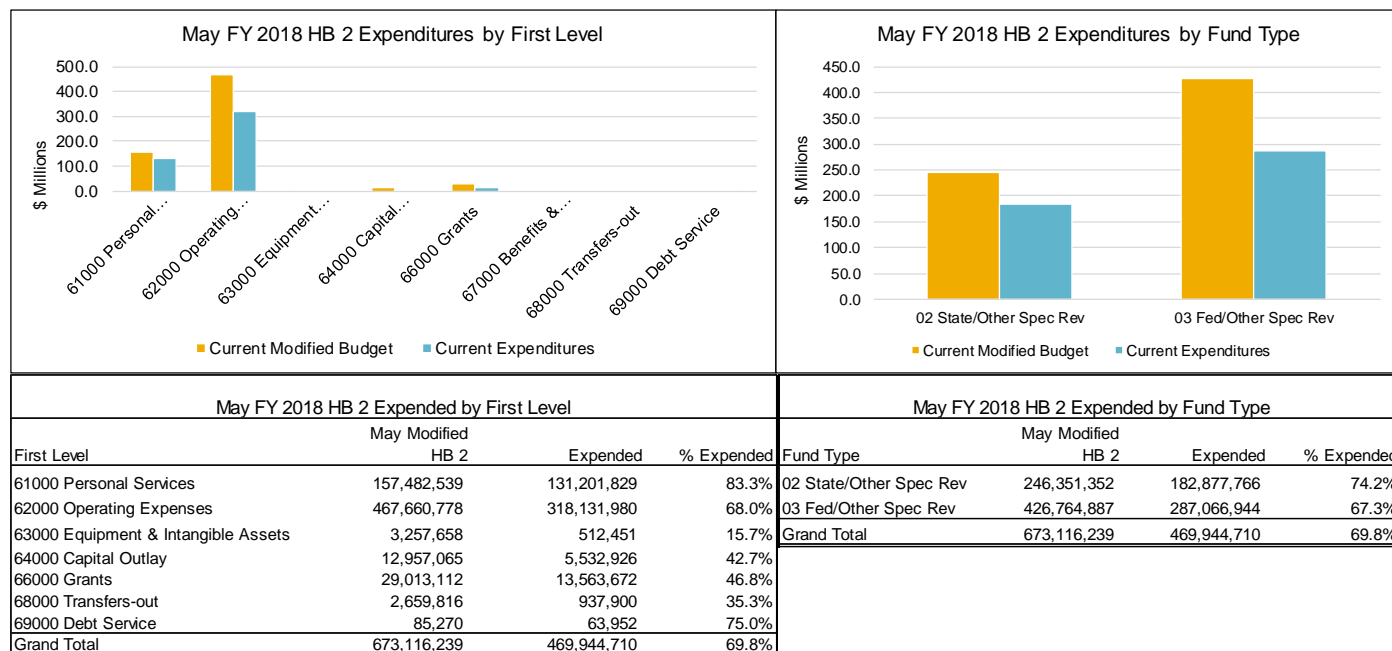 May FY 2018 HB 2 Expenditures by First Level
$ Millions
500.0
400.0
300.0
200.0
100.0
0.0
61000 Personal…
62000 Operating…
63000 Equipment…
64000 Capital…
66000 Grants
67000 Benefits &…
68000 Transfers-out
69000 Debt Service
Current Modified Budget Current Expenditures
May FY 2018 HB 2 Expenditures by Fund Type
$ Millions
450.0
400.0
350.0
300.0
250.0
200.0
150.0
100.0
50.0
0.0
02 State/Other Spec Rev 03 Fed/Other Spec Rev
Current Modified Budget Current Expenditures
May FY 2018 HB 2 Expended by First Level
May Modified
First Level HB 2 Expended % Expended
61000 Personal Services 157,482,539 131,201,829 83.3%
62000 Operating Expenses 467,660,778 318,131,980 68.0%
63000 Equipment & Intangible Assets 3,257,658 512,451 15.7%
64000 Capital Outlay 12,957,065 5,532,926 42.7%
66000 Grants 29,013,112 13,563,672 46.8%
68000 Transfers-out 2,659,816 937,900 35.3%
69000 Debt Service 85,270 63,952 75.0%
Grand Total 673,116,239 469,944,710 69.8%
May FY 2018 HB 2 Expended by Fund Type
May Modified
Fund Type HB 2 Expended % Expended
02 State/Other Spec Rev 246,351,352 182,877,766 74.2%
03 Fed/Other Spec Rev 426,764,887 287,066,944 67.3%
Grand Total 673,116,239 469,944,710 69.8%